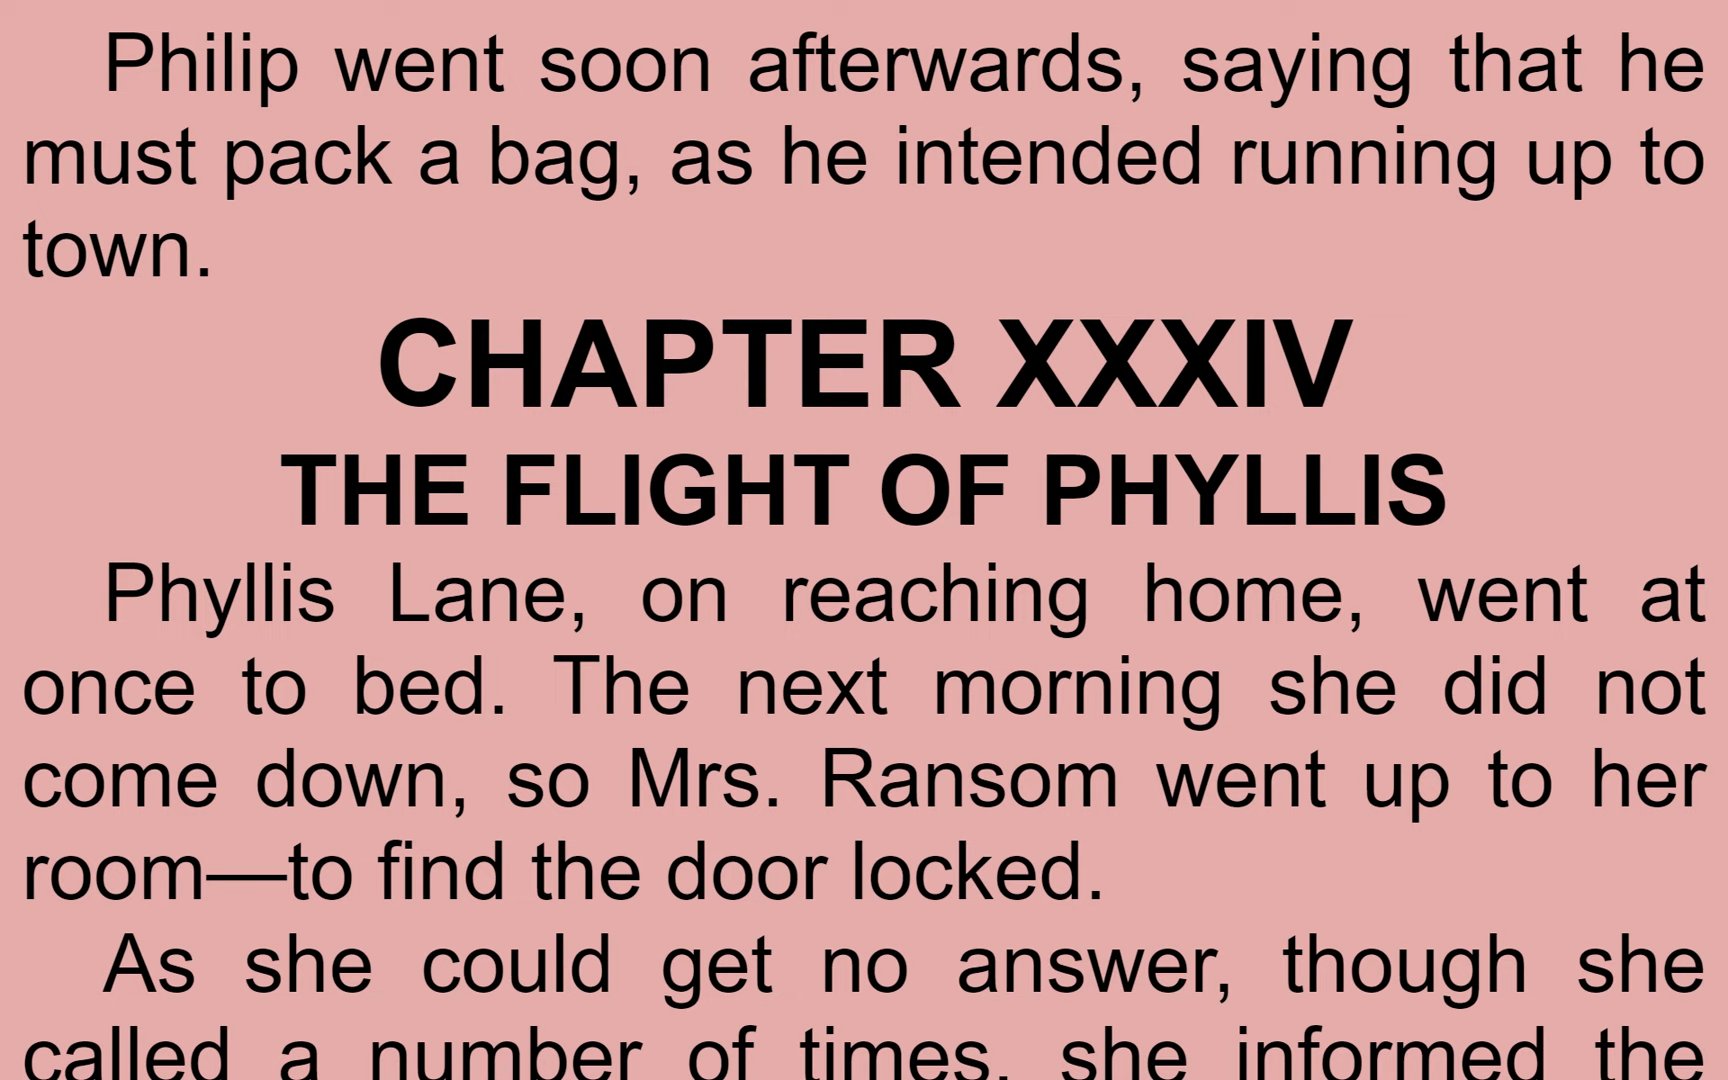 Philip went soon afterwards, saying that he
must pack a bag, as he intended running up to
town.
CHAPTER XXXIV
THE FLIGHT OF PHYLLIS
Phyllis Lane, on reaching home, went at
once to bed. The next morning she did not
come down, so Mrs. Ransom went up to her
room—to find the door locked.
As she could get no answer, though she
called a number of times, she informed the